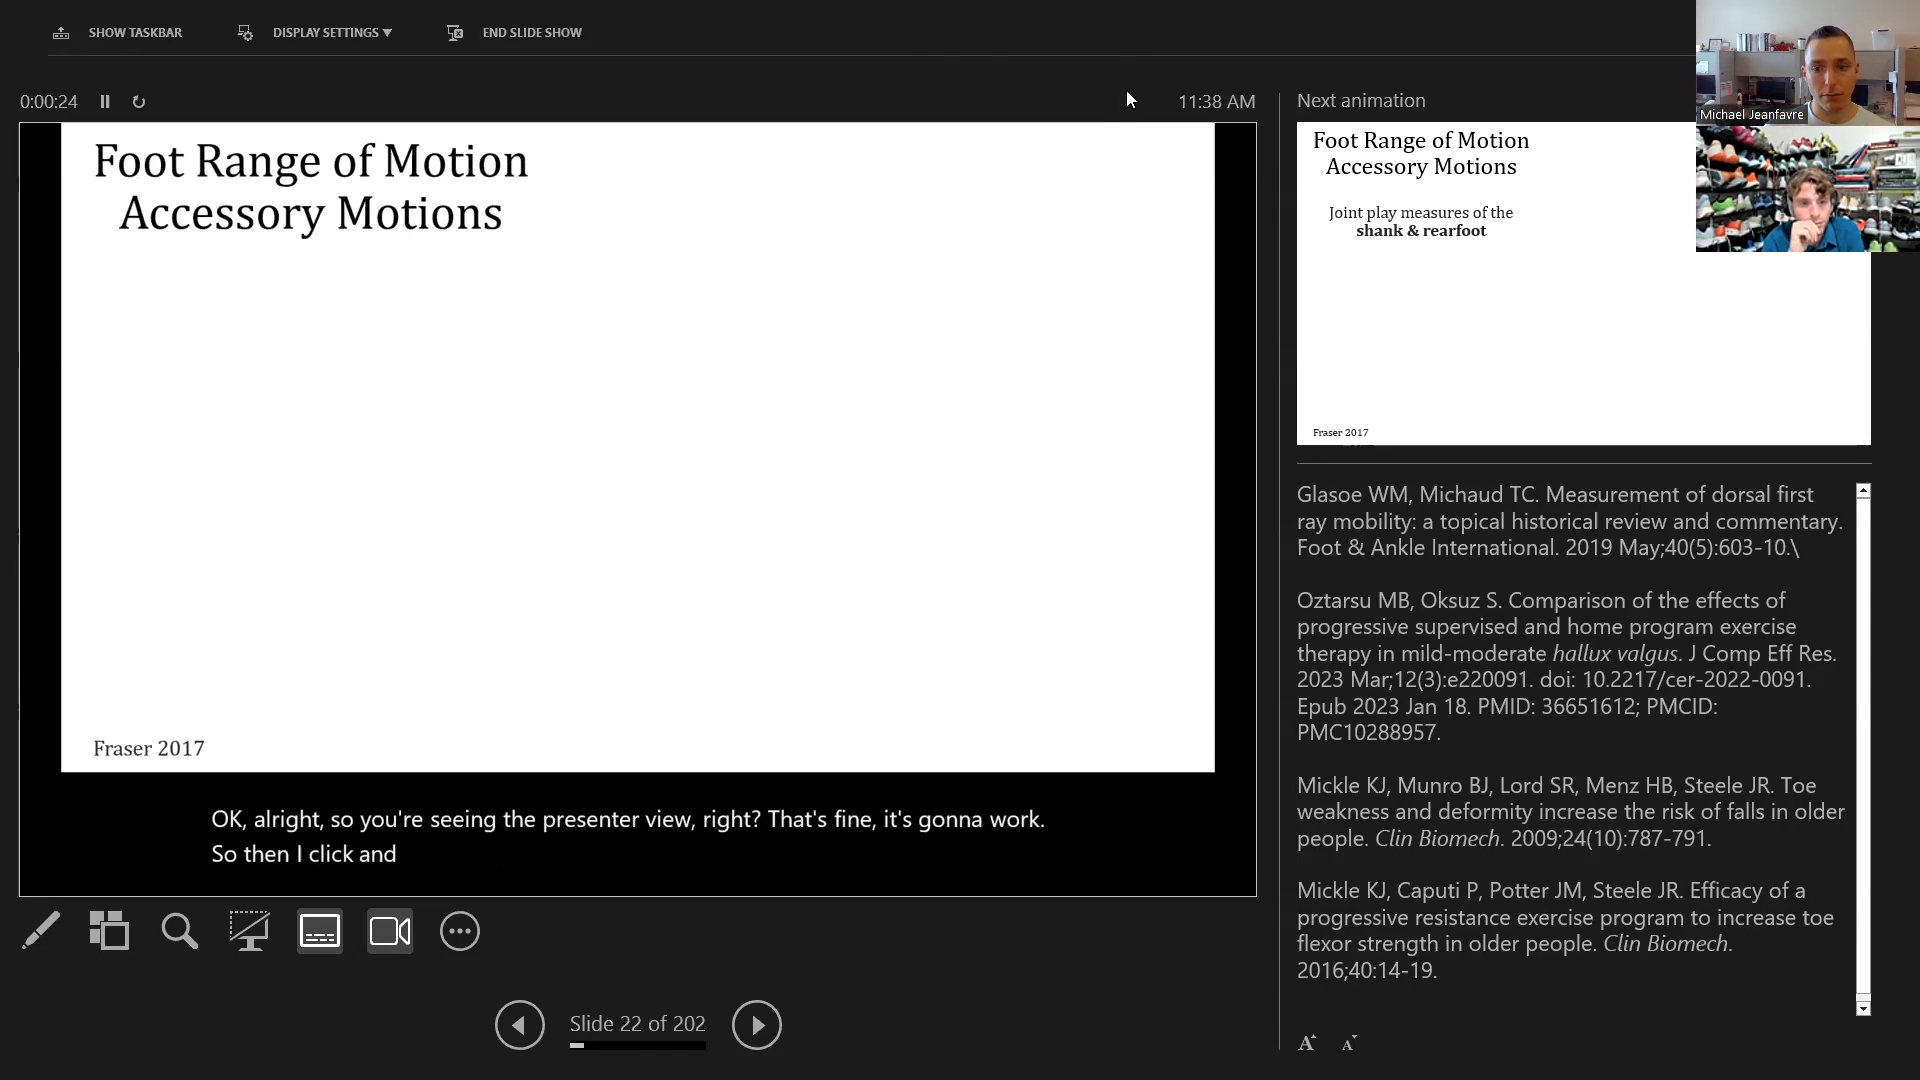 SHOW TASKBAR
DISPLAY SETTINGS ▼
END SLIDE SHOW
0:00:24
11:38 AM
Foot Range of Motion
Accessory Motions
Fraser 2017
OK, alright, so you're seeing the presenter view, right? That's fine, it's gonna work.
So then I click and
Slide 22 of 202
Next animation
Foot Range of Motion
Accessory Motions
Joint play measures of the
shank & rearfoot
Fraser 2017
Michael Jeanfavre
Glasoe WM, Michaud TC. Measurement of dorsal first
ray mobility: a topical historical review and commentary.
Foot & Ankle International. 2019 May;40(5):603-10.\
Oztarsu MB, Oksuz S. Comparison of the effects of
progressive supervised and home program exercise
therapy in mild-moderate hallux valgus. J Comp Eff Res.
2023 Mar;12(3):e220091. doi: 10.2217/cer-2022-0091.
Epub 2023 Jan 18. PMID: 36651612; PMCID:
PMC10288957.
Mickle KJ, Munro BJ, Lord SR, Menz HB, Steele JR. Toe
weakness and deformity increase the risk of falls in older
people. Clin Biomech. 2009;24(10):787-791.
Mickle KJ, Caputi P, Potter JM, Steele JR. Efficacy of a
progressive resistance exercise program to increase toe
flexor strength in older people. Clin Biomech.
2016;40:14-19.
A A